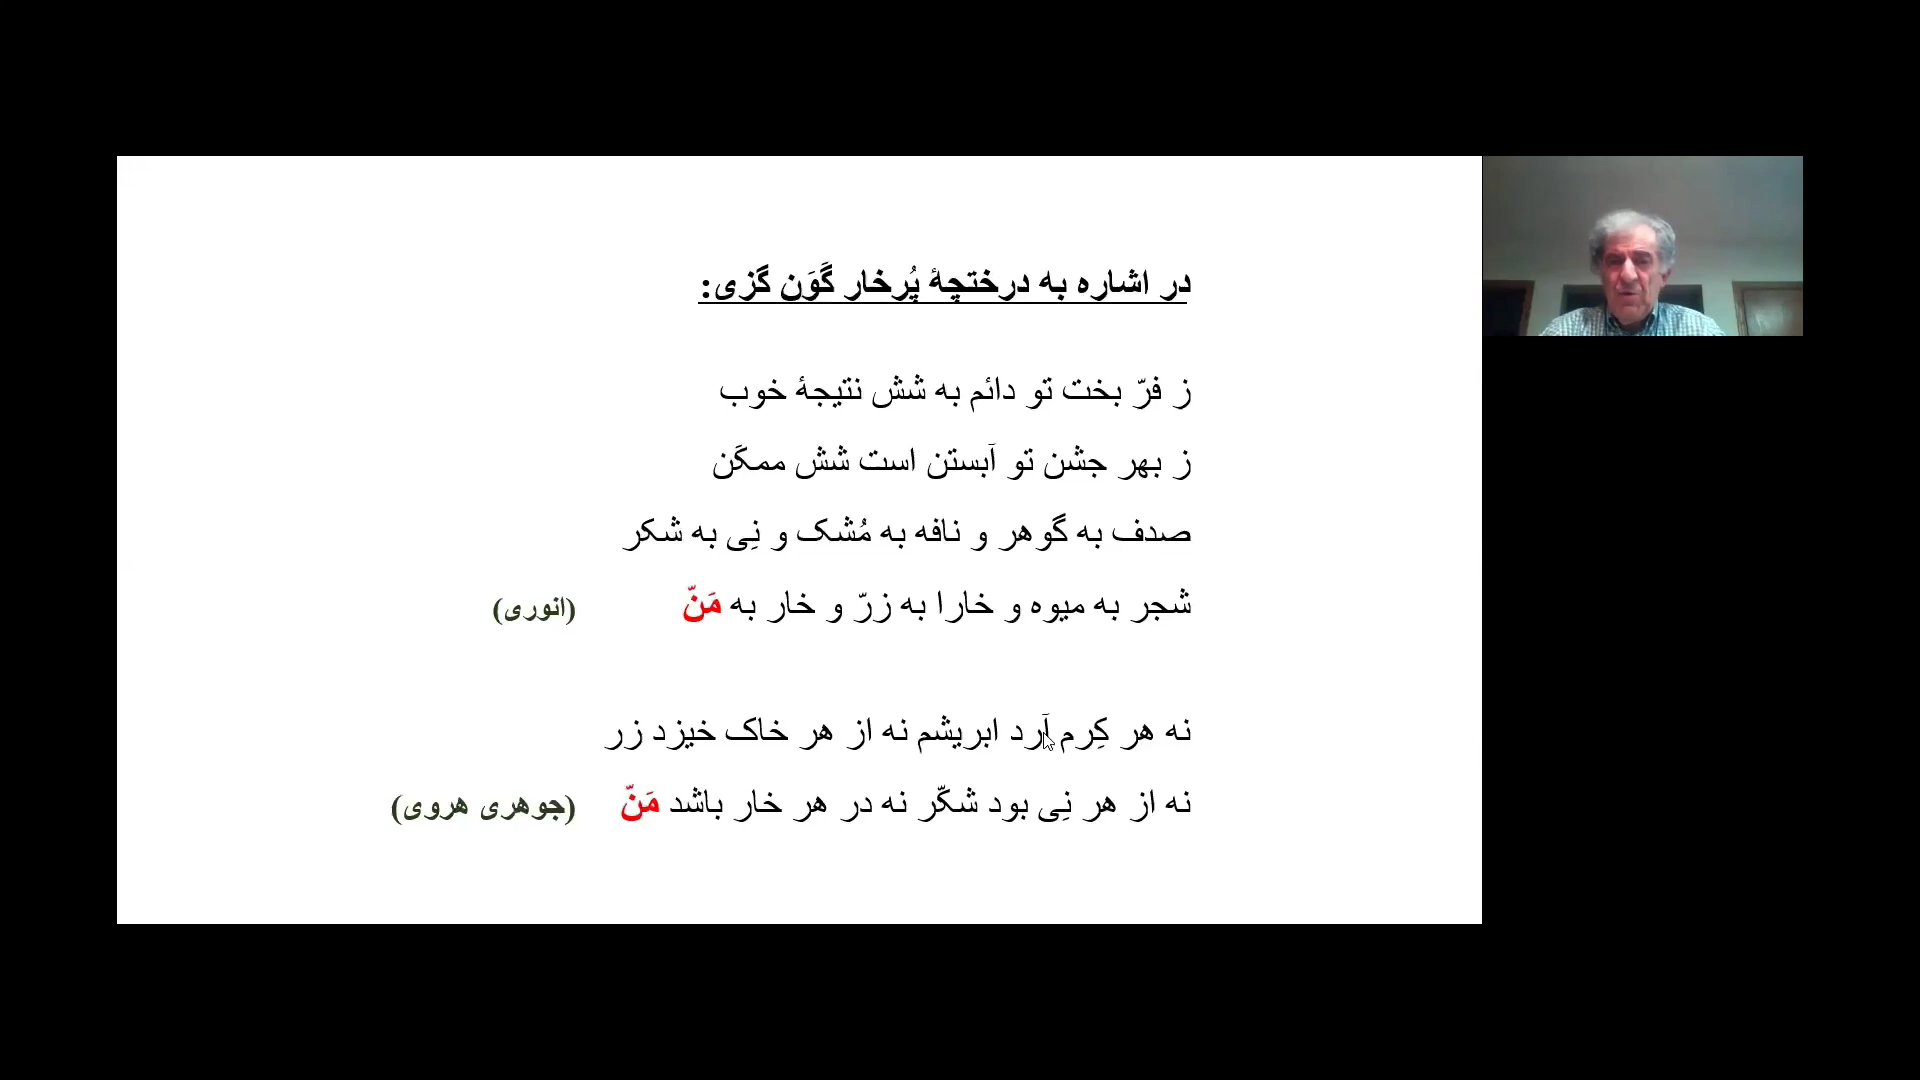 در اشاره به درختچهٔ پُرخار گَوَن گزی:
ز فرّ بخت تو دائم به شش نتیجهٔ خوب
ز بهر جشن تو آبستن است شش ممکَن
صدف به گوهر و نافه به مُشک و نِی به شکر
شجر به میوه و خارا به زرّ و خار به مَنّ (انوری)
نه هر کِرم آرد ابریشم نه از هر خاک خیزد زر
نه از هر نِی بود شکّر نه در هر خار باشد مَنّ (جوهری هروی)